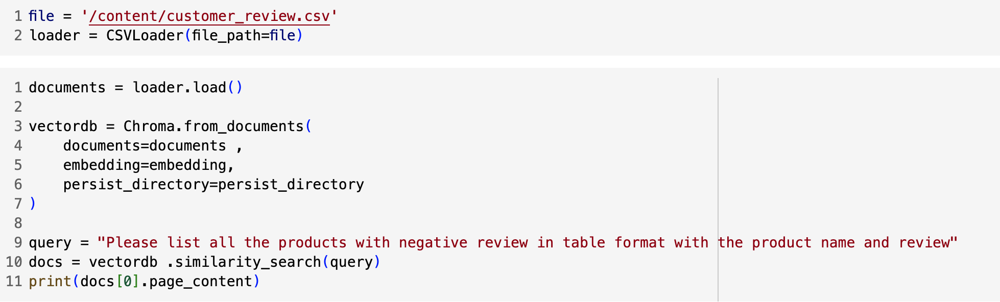 1 file = '/content/customer_review.csv'
2 loader = CSVLoader(file_path=file)
1 documents = loader.load()
2
3 vectordb = Chroma.from_documents(
4     documents=documents ,
5     embedding=embedding,
6     persist_directory=persist_directory
7 )
8
9 query = "Please list all the products with negative review in table format with the product name and review"
10 docs = vectordb .similarity_search(query)
11 print(docs[0].page_content)